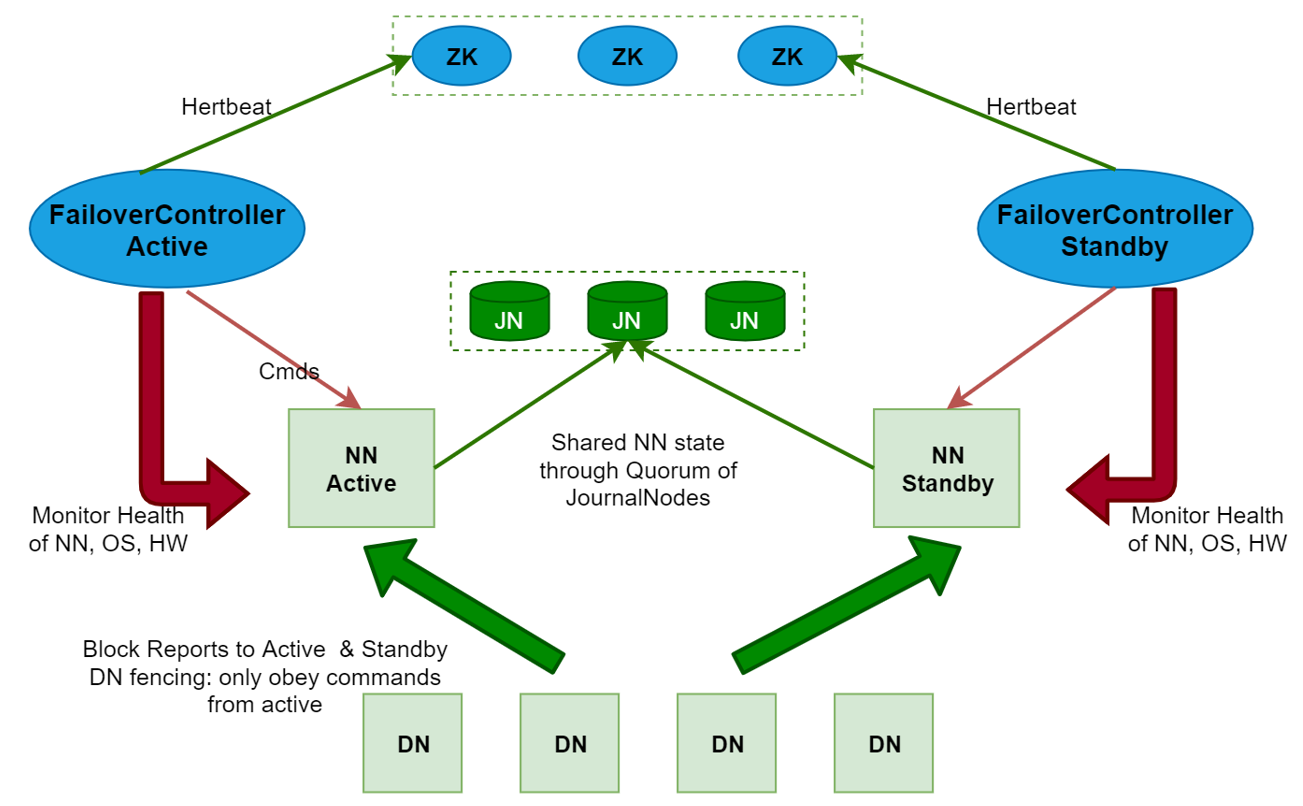 ZK
ZK
ZK
Hertbeat
Hertbeat
FailoverController
Active
FailoverController
Standby
JN
JN
JN
Cmds
NN
Active
Shared NN state
through Quorum of
JournalNodes
NN
Standby
Monitor Health
of NN, OS, HW
Monitor Health
of NN, OS, HW
Block Reports to Active & Standby
DN fencing: only obey commands
from active
DN
DN
DN
DN